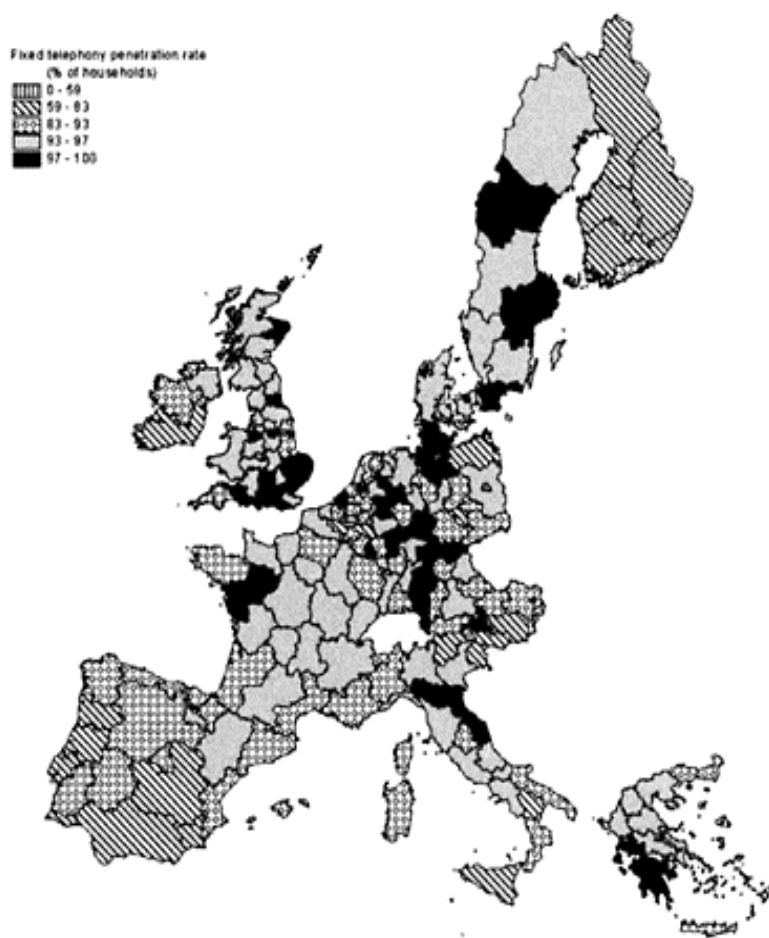 Fixed telephony penetration rate
(% of households)
0 - 59
59 - 83
83 - 93
93 - 97
97 - 100